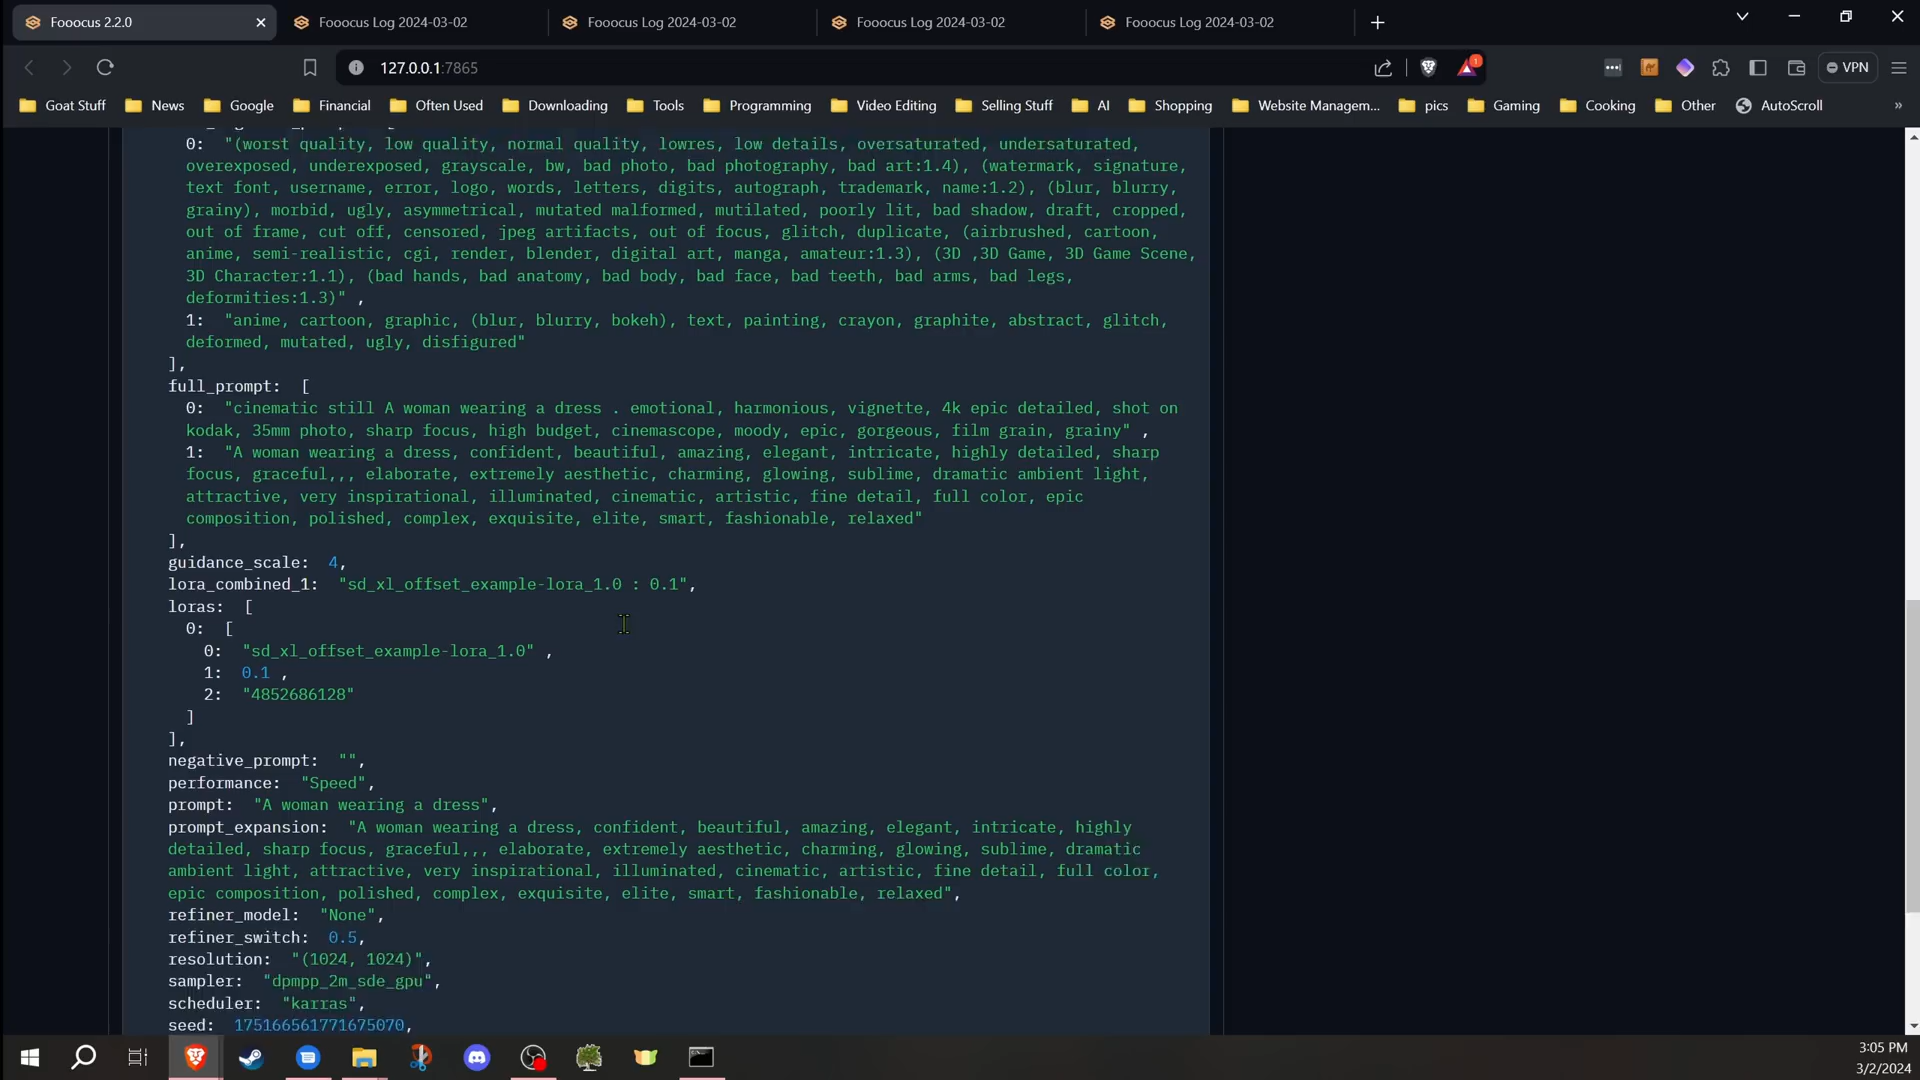 Fooocus 2.2.0
Fooocus Log 2024-03-02
Fooocus Log 2024-03-02
Fooocus Log 2024-03-02
Fooocus Log 2024-03-02
127.0.0.1:7865
1
VPN
Goat Stuff
News
Google
Financial
Often Used
Downloading
Tools
Programming
Video Editing
Selling Stuff
AI
Shopping
Website Managem...
pics
Gaming
Cooking
Other
AutoScroll
»
0: "(worst quality, low quality, normal quality, lowres, low details, oversaturated, undersaturated,
overexposed, underexposed, grayscale, bw, bad photo, bad photography, bad art:1.4), (watermark, signature,
text font, username, error, logo, words, letters, digits, autograph, trademark, name:1.2), (blur, blurry,
grainy), morbid, ugly, asymmetrical, mutated malformed, mutilated, poorly lit, bad shadow, draft, cropped,
out of frame, cut off, censored, jpeg artifacts, out of focus, glitch, duplicate, (airbrushed, cartoon,
anime, semi-realistic, cgi, render, blender, digital art, manga, amateur:1.3), (3D ,3D Game, 3D Game Scene,
3D Character:1.1), (bad hands, bad anatomy, bad body, bad face, bad teeth, bad arms, bad legs,
deformities:1.3)" ,
1: "anime, cartoon, graphic, (blur, blurry, bokeh), text, painting, crayon, graphite, abstract, glitch,
deformed, mutated, ugly, disfigured"
],
full_prompt: [
0: "cinematic still A woman wearing a dress . emotional, harmonious, vignette, 4k epic detailed, shot on
kodak, 35mm photo, sharp focus, high budget, cinemascope, moody, epic, gorgeous, film grain, grainy" ,
1: "A woman wearing a dress, confident, beautiful, amazing, elegant, intricate, highly detailed, sharp
focus, graceful,,, elaborate, extremely aesthetic, charming, glowing, sublime, dramatic ambient light,
attractive, very inspirational, illuminated, cinematic, artistic, fine detail, full color, epic
composition, polished, complex, exquisite, elite, smart, fashionable, relaxed"
],
guidance_scale: 4,
lora_combined_1: "sd_xl_offset_example-lora_1.0 : 0.1",
loras: [
0: [
0: "sd_xl_offset_example-lora_1.0" ,
1: 0.1 ,
2: "4852686128"
]
],
negative_prompt: "",
performance: "Speed",
prompt: "A woman wearing a dress",
prompt_expansion: "A woman wearing a dress, confident, beautiful, amazing, elegant, intricate, highly
detailed, sharp focus, graceful,,, elaborate, extremely aesthetic, charming, glowing, sublime, dramatic
ambient light, attractive, very inspirational, illuminated, cinematic, artistic, fine detail, full color,
epic composition, polished, complex, exquisite, elite, smart, fashionable, relaxed",
refiner_model: "None",
refiner_switch: 0.5,
resolution: "(1024, 1024)",
sampler: "dpmpp_2m_sde_gpu",
scheduler: "karras",
seed: 1751665617716​75070,
3:05 PM
3/2/2024